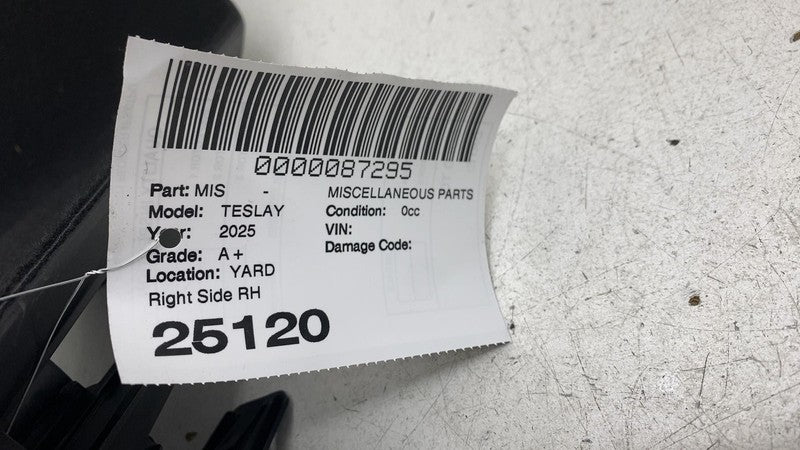 0000087295
Part: MIS - MISCELLANEOUS PARTS
Model: TESLAY Condition: 0cc
Year: 2025 VIN:
Grade: A+ Damage Code:
Location: YARD
Right Side RH
25120